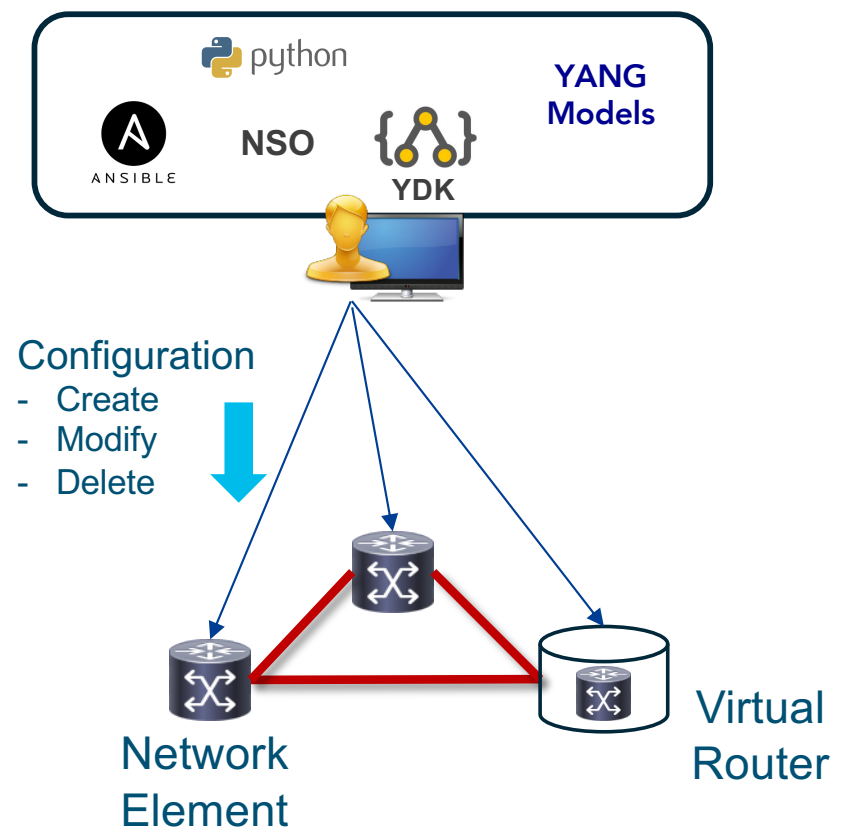 python
YANG
Models
ANSIBLE
NSO
YDK
Configuration
- Create
- Modify
- Delete
Virtual
Router
Network
Element